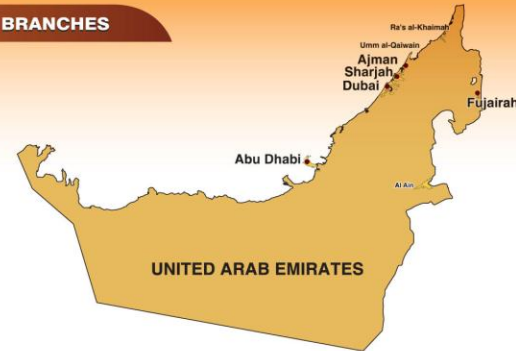 BRANCHES
Ra's al-Khaimah
Umm al-Qaiwain
Ajman
Sharjah
Dubai
Fujairah
Abu Dhabi
Al Ain
UNITED ARAB EMIRATES